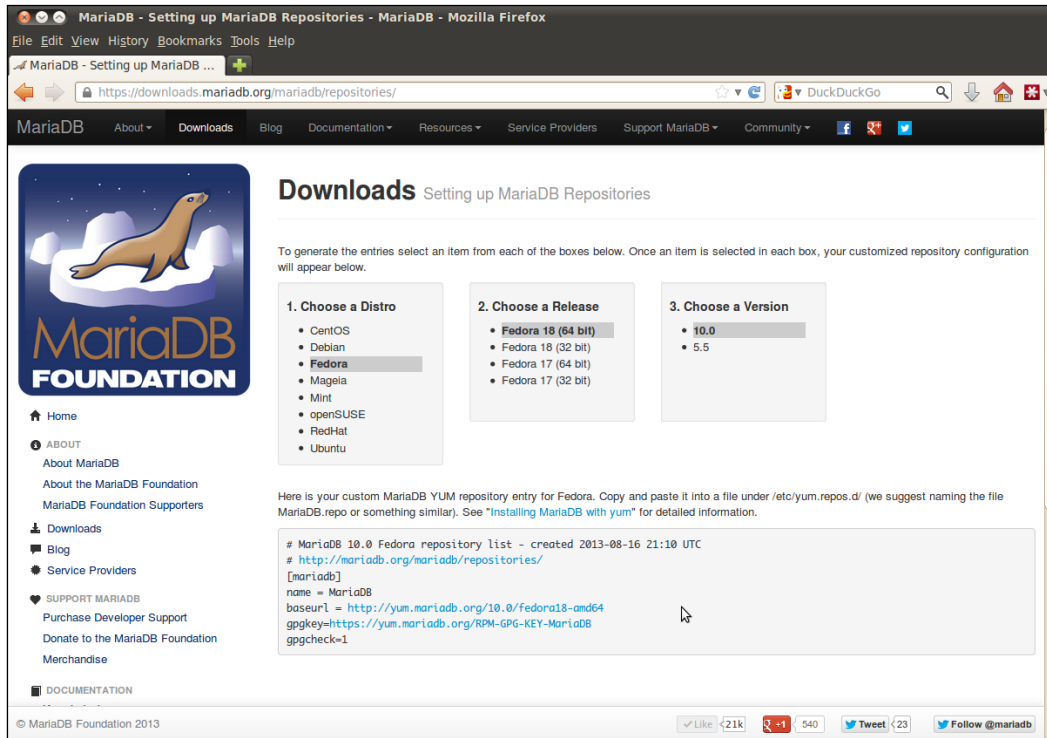 MariaDB - Setting up MariaDB Repositories - MariaDB - Mozilla Firefox
File Edit View History Bookmarks Tools Help
MariaDB - Setting up MariaDB ...
https://downloads.mariadb.org/mariadb/repositories/
DuckDuckGo
MariaDB About Downloads Blog Documentation Resources Service Providers Support MariaDB Community
MariaDB
FOUNDATION
Home
ABOUT
About MariaDB
About the MariaDB Foundation
MariaDB Foundation Supporters
Downloads
Blog
Service Providers
SUPPORT MARIADB
Purchase Developer Support
Donate to the MariaDB Foundation
Merchandise
DOCUMENTATION
Downloads Setting up MariaDB Repositories
To generate the entries select an item from each of the boxes below. Once an item is selected in each box, your customized repository configuration
will appear below.
1. Choose a Distro
CentOS
Debian
Fedora
Mageia
Mint
openSUSE
RedHat
Ubuntu
2. Choose a Release
Fedora 18 (64 bit)
Fedora 18 (32 bit)
Fedora 17 (64 bit)
Fedora 17 (32 bit)
3. Choose a Version
10.0
5.5
Here is your custom MariaDB YUM repository entry for Fedora. Copy and paste it into a file under /etc/yum.repos.d/ (we suggest naming the file
MariaDB.repo or something similar). See "Installing MariaDB with yum" for detailed information.
# MariaDB 10.0 Fedora repository list - created 2013-08-16 21:10 UTC
# http://mariadb.org/mariadb/repositories/
[mariadb]
name = MariaDB
baseurl = http://yum.mariadb.org/10.0/fedora18-amd64
gpgkey=https://yum.mariadb.org/RPM-GPG-KEY-MariaDB
gpgcheck=1
© MariaDB Foundation 2013
Like 21k +1 540 Tweet 23 Follow @mariadb